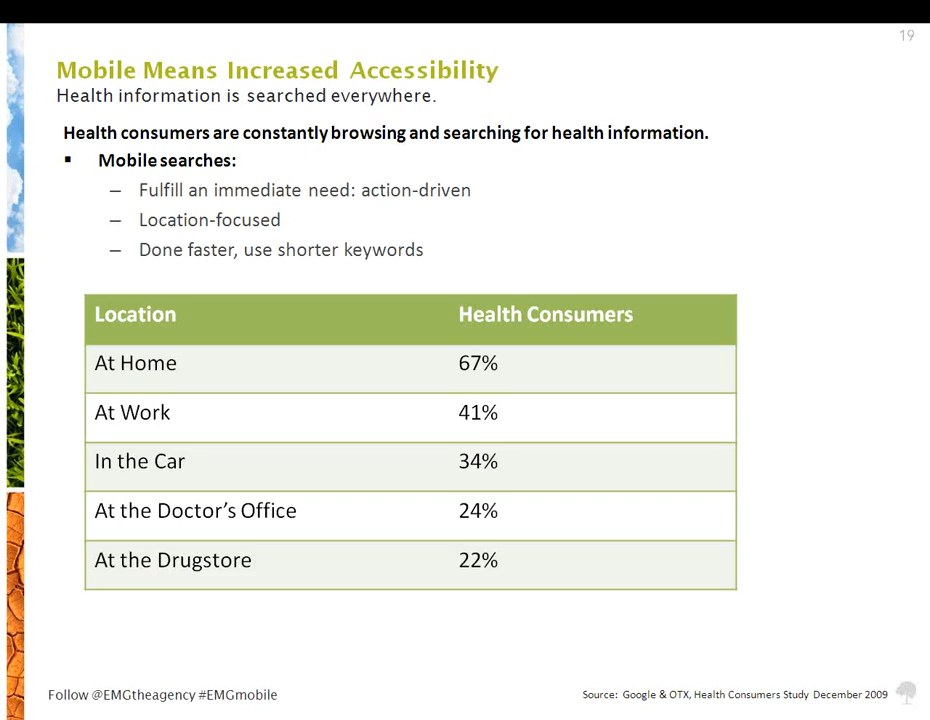 19
Mobile Means Increased Accessibility
Health information is searched everywhere.
Health consumers are constantly browsing and searching for health information.
▪ Mobile searches:
– Fulfill an immediate need: action-driven
– Location-focused
– Done faster, use shorter keywords
Location Health Consumers
At Home 67%
At Work 41%
In the Car 34%
At the Doctor’s Office 24%
At the Drugstore 22%
Follow @EMGtheagency #EMGmobile
Source: Google & OTX, Health Consumers Study December 2009